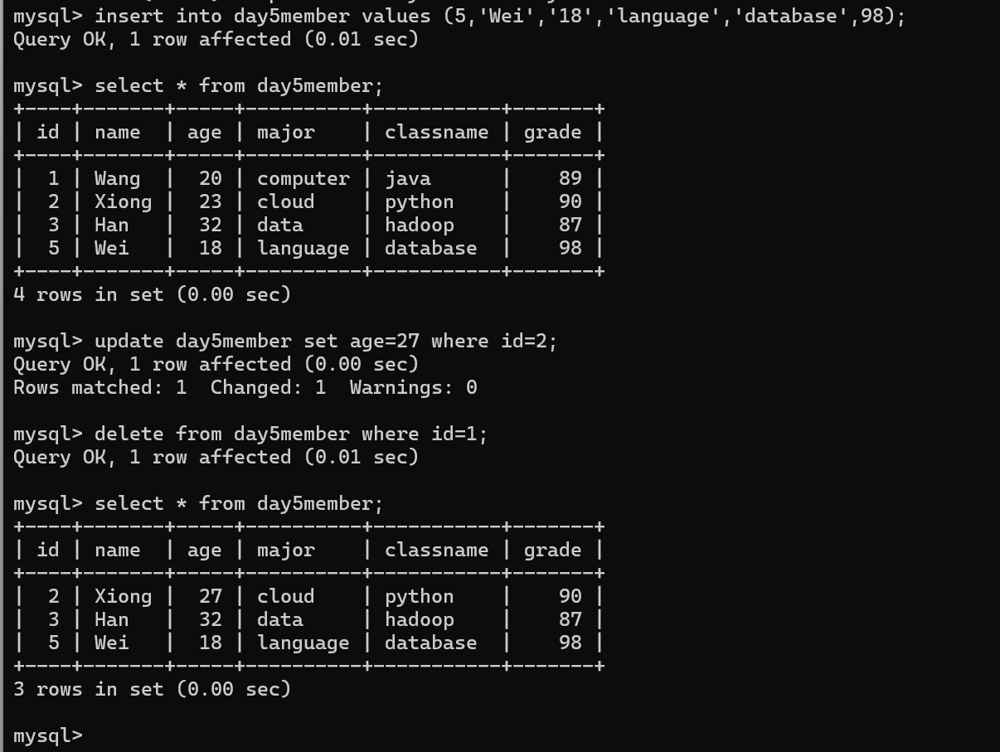 mysql> insert into day5member values (5,'Wei','18','language','database',98);
Query OK, 1 row affected (0.01 sec)

mysql> select * from day5member;
+----+-------+-----+----------+-----------+-------+
| id | name  | age | major    | classname | grade |
+----+-------+-----+----------+-----------+-------+
|  1 | Wang  |  20 | computer | java      |    89 |
|  2 | Xiong |  23 | cloud    | python    |    90 |
|  3 | Han   |  32 | data     | hadoop    |    87 |
|  5 | Wei   |  18 | language | database  |    98 |
+----+-------+-----+----------+-----------+-------+
4 rows in set (0.00 sec)

mysql> update day5member set age=27 where id=2;
Query OK, 1 row affected (0.00 sec)
Rows matched: 1  Changed: 1  Warnings: 0

mysql> delete from day5member where id=1;
Query OK, 1 row affected (0.01 sec)

mysql> select * from day5member;
+----+-------+-----+----------+-----------+-------+
| id | name  | age | major    | classname | grade |
+----+-------+-----+----------+-----------+-------+
|  2 | Xiong |  27 | cloud    | python    |    90 |
|  3 | Han   |  32 | data     | hadoop    |    87 |
|  5 | Wei   |  18 | language | database  |    98 |
+----+-------+-----+----------+-----------+-------+
3 rows in set (0.00 sec)

mysql>